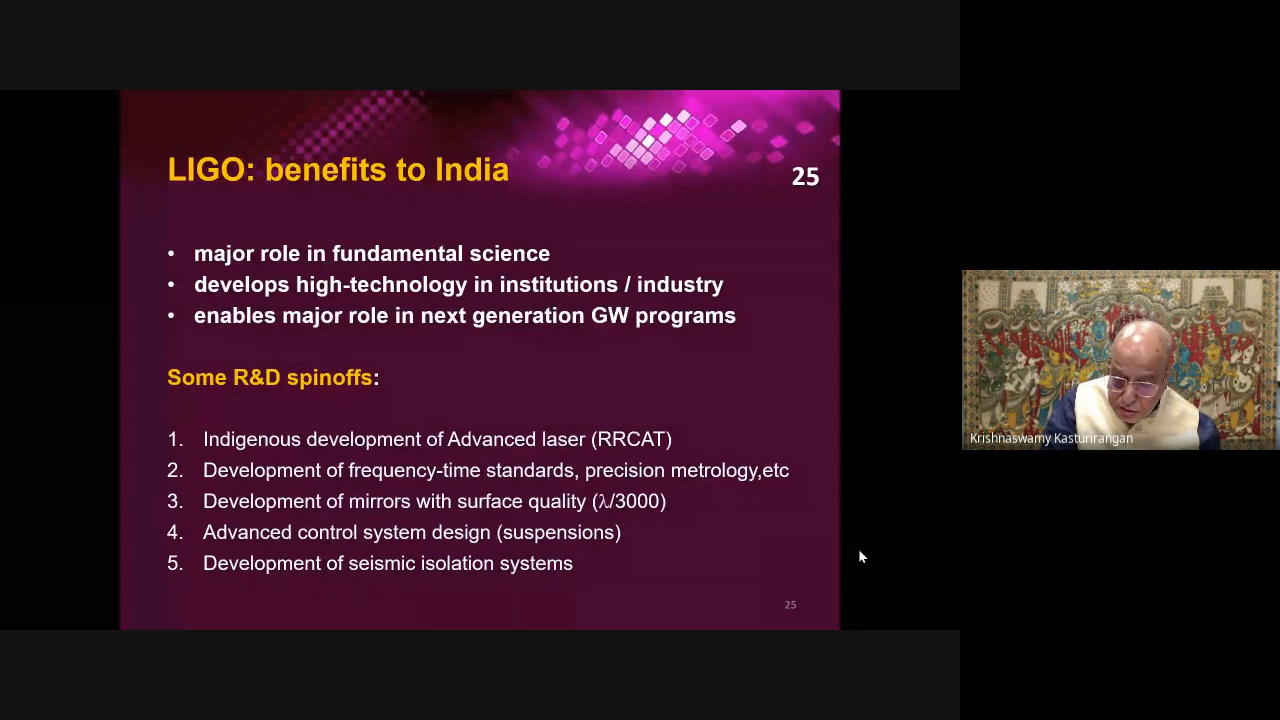 LIGO: benefits to India
25
• major role in fundamental science
• develops high-technology in institutions / industry
• enables major role in next generation GW programs
Some R&D spinoffs:
1. Indigenous development of Advanced laser (RRCAT)
2. Development of frequency-time standards, precision metrology,etc
3. Development of mirrors with surface quality (λ/3000)
4. Advanced control system design (suspensions)
5. Development of seismic isolation systems
25
Krishnaswamy Kasturirangan